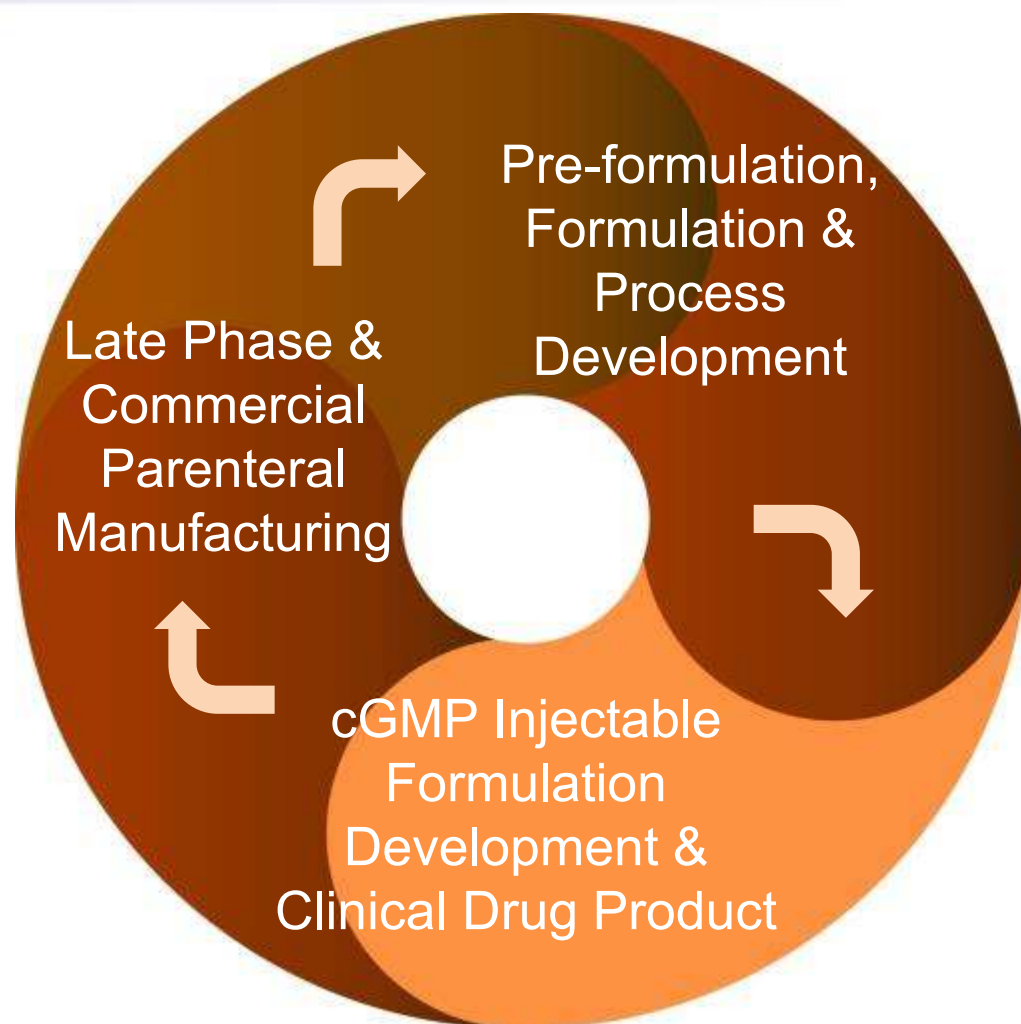 Pre-formulation,
Formulation &
Process
Development
Late Phase &
Commercial
Parenteral
Manufacturing
cGMP Injectable
Formulation
Development &
Clinical Drug Product